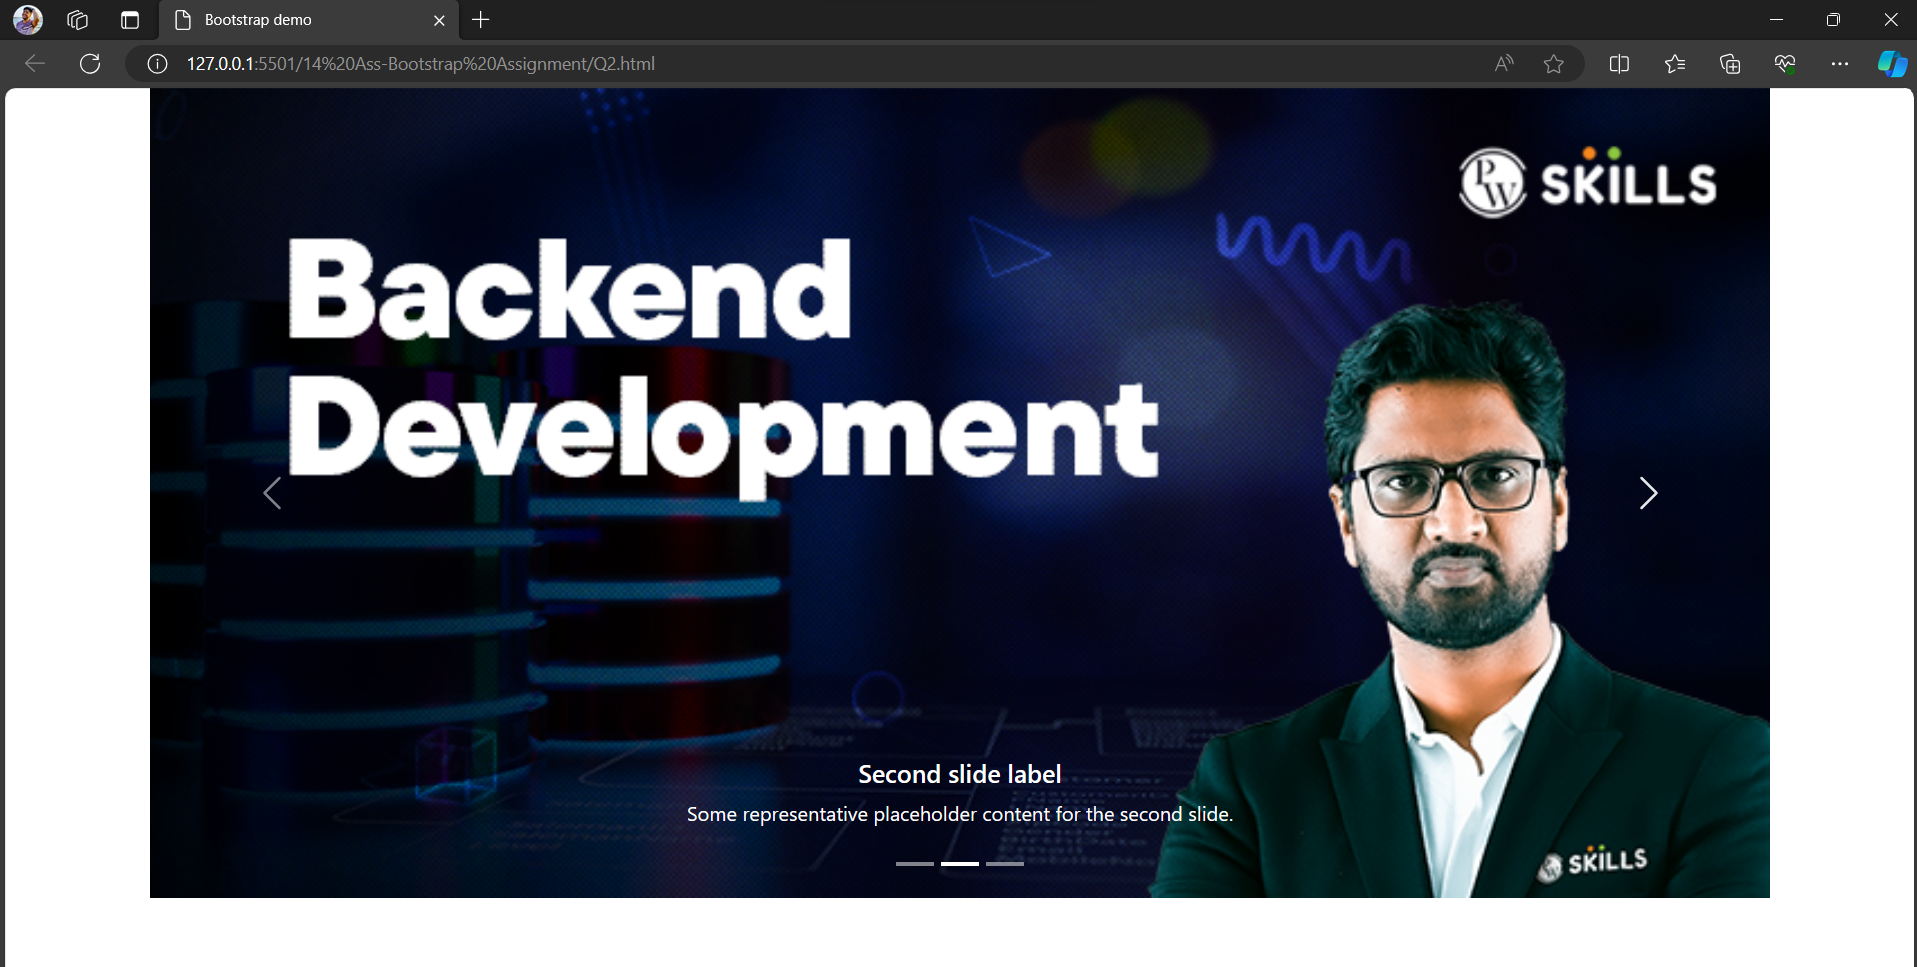 Bootstrap demo
127.0.0.1:5501/14%20Ass-Bootstrap%20Assignment/Q2.html
PW SKILLS
Backend
Development
Second slide label
Some representative placeholder content for the second slide.
SKILLS